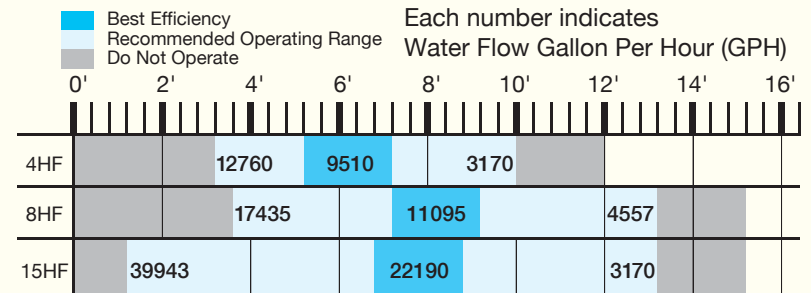 Best Efficiency
Recommended Operating Range
Do Not Operate
Each number indicates
Water Flow Gallon Per Hour (GPH)
0' 2' 4' 6' 8' 10' 12' 14' 16'
4HF 12760 9510 3170
8HF 17435 11095 4557
15HF 39943 22190 3170